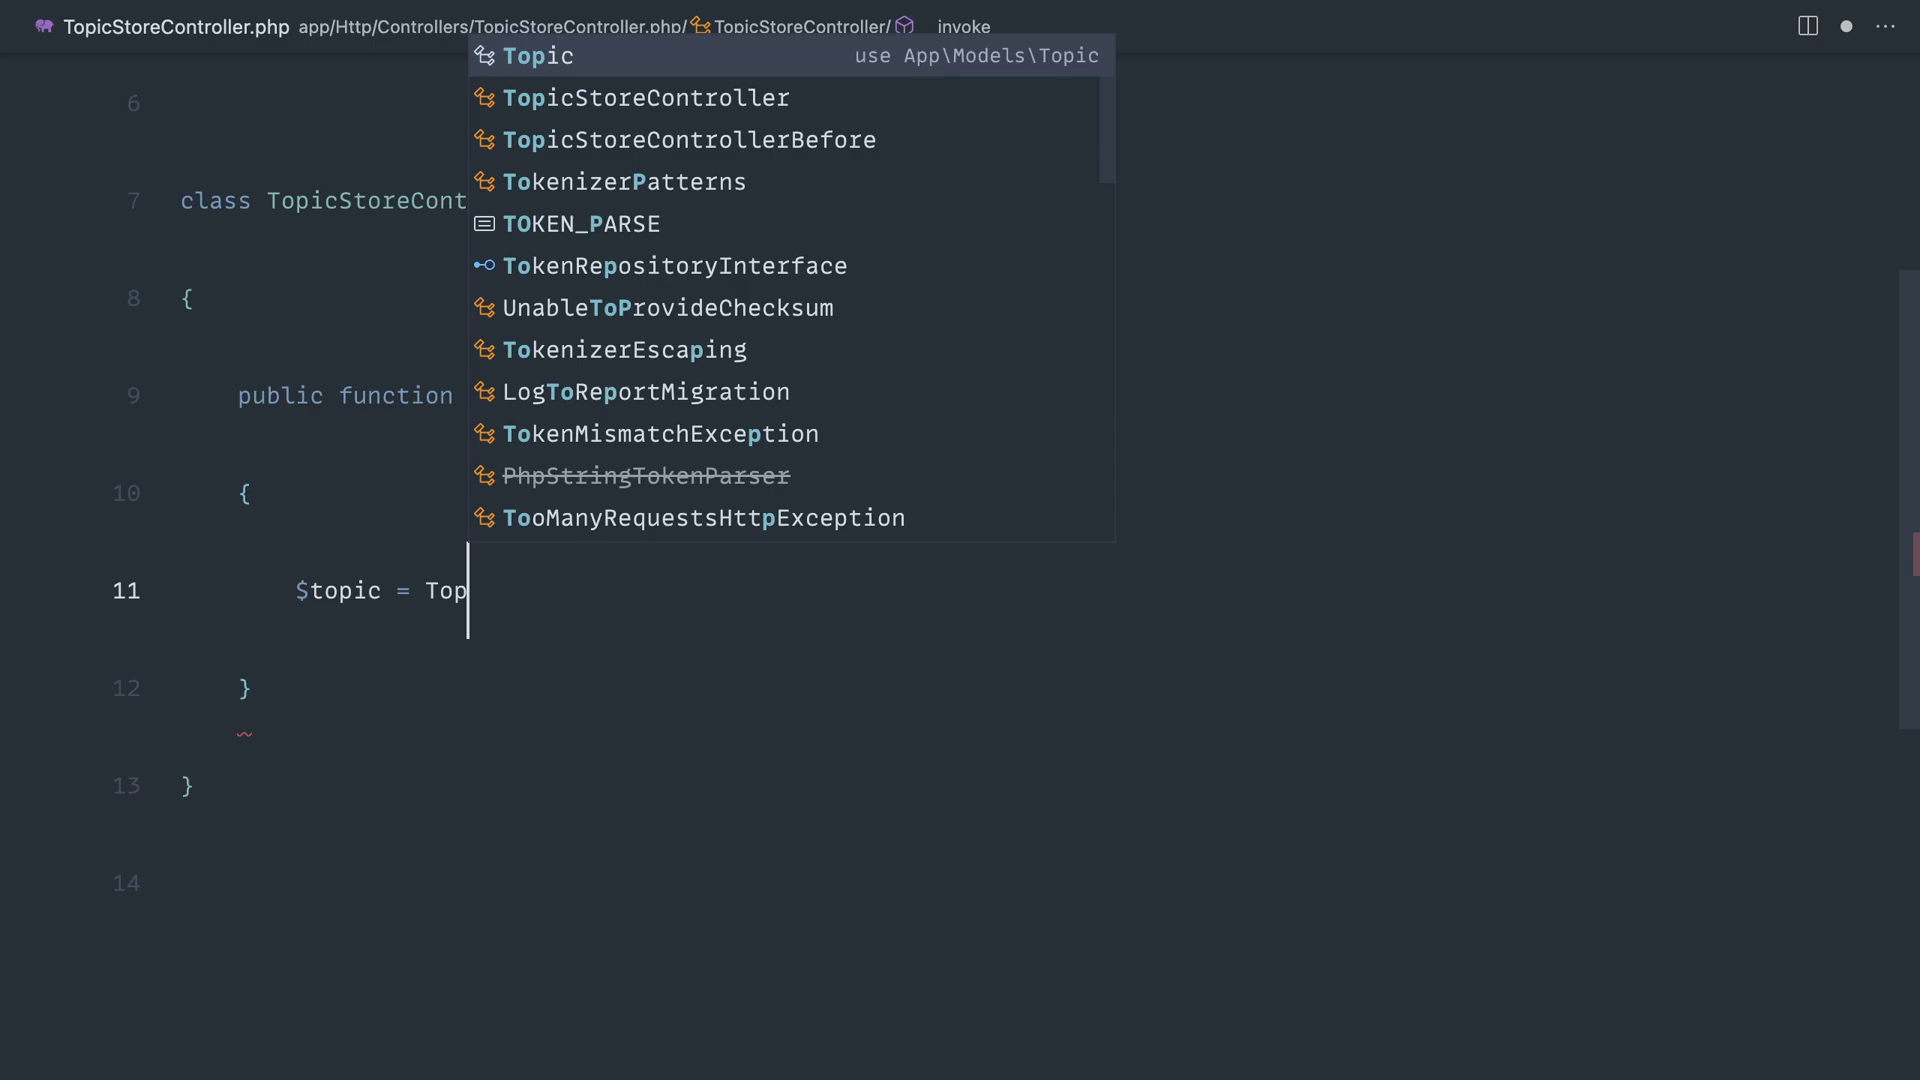 TopicStoreController.php app/Http/Controllers/TopicStoreController.php/ TopicStoreController/ __invoke
Topic use App\Models\Topic
TopicStoreController
TopicStoreControllerBefore
TokenizerPatterns
TOKEN_PARSE
TokenRepositoryInterface
UnableToProvideChecksum
TokenizerEscaping
LogToReportMigration
TokenMismatchException
PhpStringTokenParser
TooManyRequestsHttpException
6
7 class TopicStoreCont
8 {
9 public function
10 {
11 $topic = Top
12 }
13 }
14